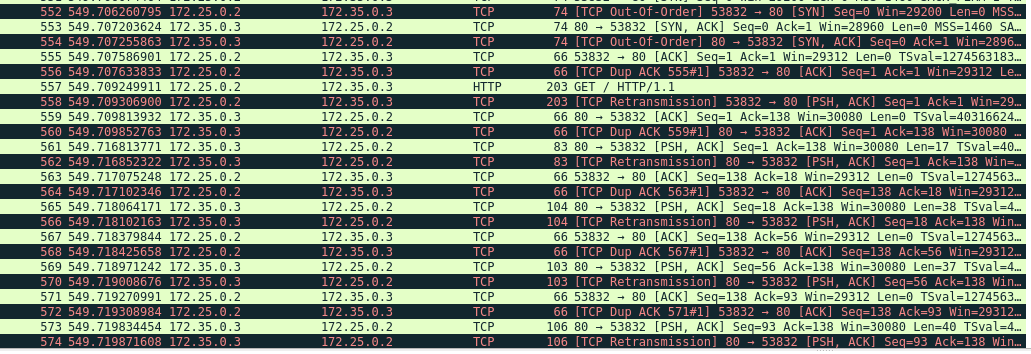 552 549.706260795 172.25.0.2 172.35.0.3 TCP 74 [TCP Out-Of-Order] 53832 → 80 [SYN] Seq=0 Win=29200 Len=0 MSS…
553 549.707203624 172.35.0.3 172.25.0.2 TCP 74 80 → 53832 [SYN, ACK] Seq=0 Ack=1 Win=28960 Len=0 MSS=1460 SA…
554 549.707255863 172.35.0.3 172.25.0.2 TCP 74 [TCP Out-Of-Order] 80 → 53832 [SYN, ACK] Seq=0 Ack=1 Win=2896…
555 549.707586901 172.25.0.2 172.35.0.3 TCP 66 53832 → 80 [ACK] Seq=1 Ack=1 Win=29312 Len=0 TSval=1274563183…
556 549.707633833 172.25.0.2 172.35.0.3 TCP 66 [TCP Dup ACK 555#1] 53832 → 80 [ACK] Seq=1 Ack=1 Win=29312 Le…
557 549.709249911 172.25.0.2 172.35.0.3 HTTP 203 GET / HTTP/1.1
558 549.709306900 172.25.0.2 172.35.0.3 TCP 203 [TCP Retransmission] 53832 → 80 [PSH, ACK] Seq=1 Ack=1 Win=29…
559 549.709813932 172.35.0.3 172.25.0.2 TCP 66 80 → 53832 [ACK] Seq=1 Ack=138 Win=30080 Len=0 TSval=40316624…
560 549.709852763 172.35.0.3 172.25.0.2 TCP 66 [TCP Dup ACK 559#1] 80 → 53832 [ACK] Seq=1 Ack=138 Win=30080 …
561 549.716813771 172.35.0.3 172.25.0.2 TCP 83 80 → 53832 [PSH, ACK] Seq=1 Ack=138 Win=30080 Len=17 TSval=40…
562 549.716852322 172.35.0.3 172.25.0.2 TCP 83 [TCP Retransmission] 80 → 53832 [PSH, ACK] Seq=1 Ack=138 Win=…
563 549.717075248 172.25.0.2 172.35.0.3 TCP 66 53832 → 80 [ACK] Seq=138 Ack=18 Win=29312 Len=0 TSval=1274563…
564 549.717102346 172.25.0.2 172.35.0.3 TCP 66 [TCP Dup ACK 563#1] 53832 → 80 [ACK] Seq=138 Ack=18 Win=29312…
565 549.718064171 172.35.0.3 172.25.0.2 TCP 104 80 → 53832 [PSH, ACK] Seq=18 Ack=138 Win=30080 Len=38 TSval=4…
566 549.718102163 172.35.0.3 172.25.0.2 TCP 104 [TCP Retransmission] 80 → 53832 [PSH, ACK] Seq=18 Ack=138 Win…
567 549.718379844 172.25.0.2 172.35.0.3 TCP 66 53832 → 80 [ACK] Seq=138 Ack=56 Win=29312 Len=0 TSval=1274563…
568 549.718425658 172.25.0.2 172.35.0.3 TCP 66 [TCP Dup ACK 567#1] 53832 → 80 [ACK] Seq=138 Ack=56 Win=29312…
569 549.718971242 172.35.0.3 172.25.0.2 TCP 103 80 → 53832 [PSH, ACK] Seq=56 Ack=138 Win=30080 Len=37 TSval=4…
570 549.719008676 172.35.0.3 172.25.0.2 TCP 103 [TCP Retransmission] 80 → 53832 [PSH, ACK] Seq=56 Ack=138 Win…
571 549.719270991 172.25.0.2 172.35.0.3 TCP 66 53832 → 80 [ACK] Seq=138 Ack=93 Win=29312 Len=0 TSval=1274563…
572 549.719308984 172.25.0.2 172.35.0.3 TCP 66 [TCP Dup ACK 571#1] 53832 → 80 [ACK] Seq=138 Ack=93 Win=29312…
573 549.719834454 172.35.0.3 172.25.0.2 TCP 106 80 → 53832 [PSH, ACK] Seq=93 Ack=138 Win=30080 Len=40 TSval=4…
574 549.719871608 172.35.0.3 172.25.0.2 TCP 106 [TCP Retransmission] 80 → 53832 [PSH, ACK] Seq=93 Ack=138 Win…